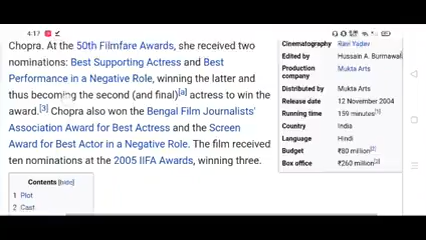 4:17
Chopra. At the 50th Filmfare Awards, she received two
nominations: Best Supporting Actress and Best
Performance in a Negative Role, winning the latter and
thus becoming the second (and final)[a] actress to win the
award.[3] Chopra also won the Bengal Film Journalists'
Association Award for Best Actress and the Screen
Award for Best Actor in a Negative Role. The film received
ten nominations at the 2005 IIFA Awards, winning three.
Contents [hide]
1 Plot
2 Cast
Cinematography Ravi Yadav
Edited by Hussain A. Burmawala
Production Mukta Arts
company
Distributed by Mukta Arts
Release date 12 November 2004
Running time 159 minutes[1]
Country India
Language Hindi
Budget ₹80 million[2]
Box office ₹260 million[2]